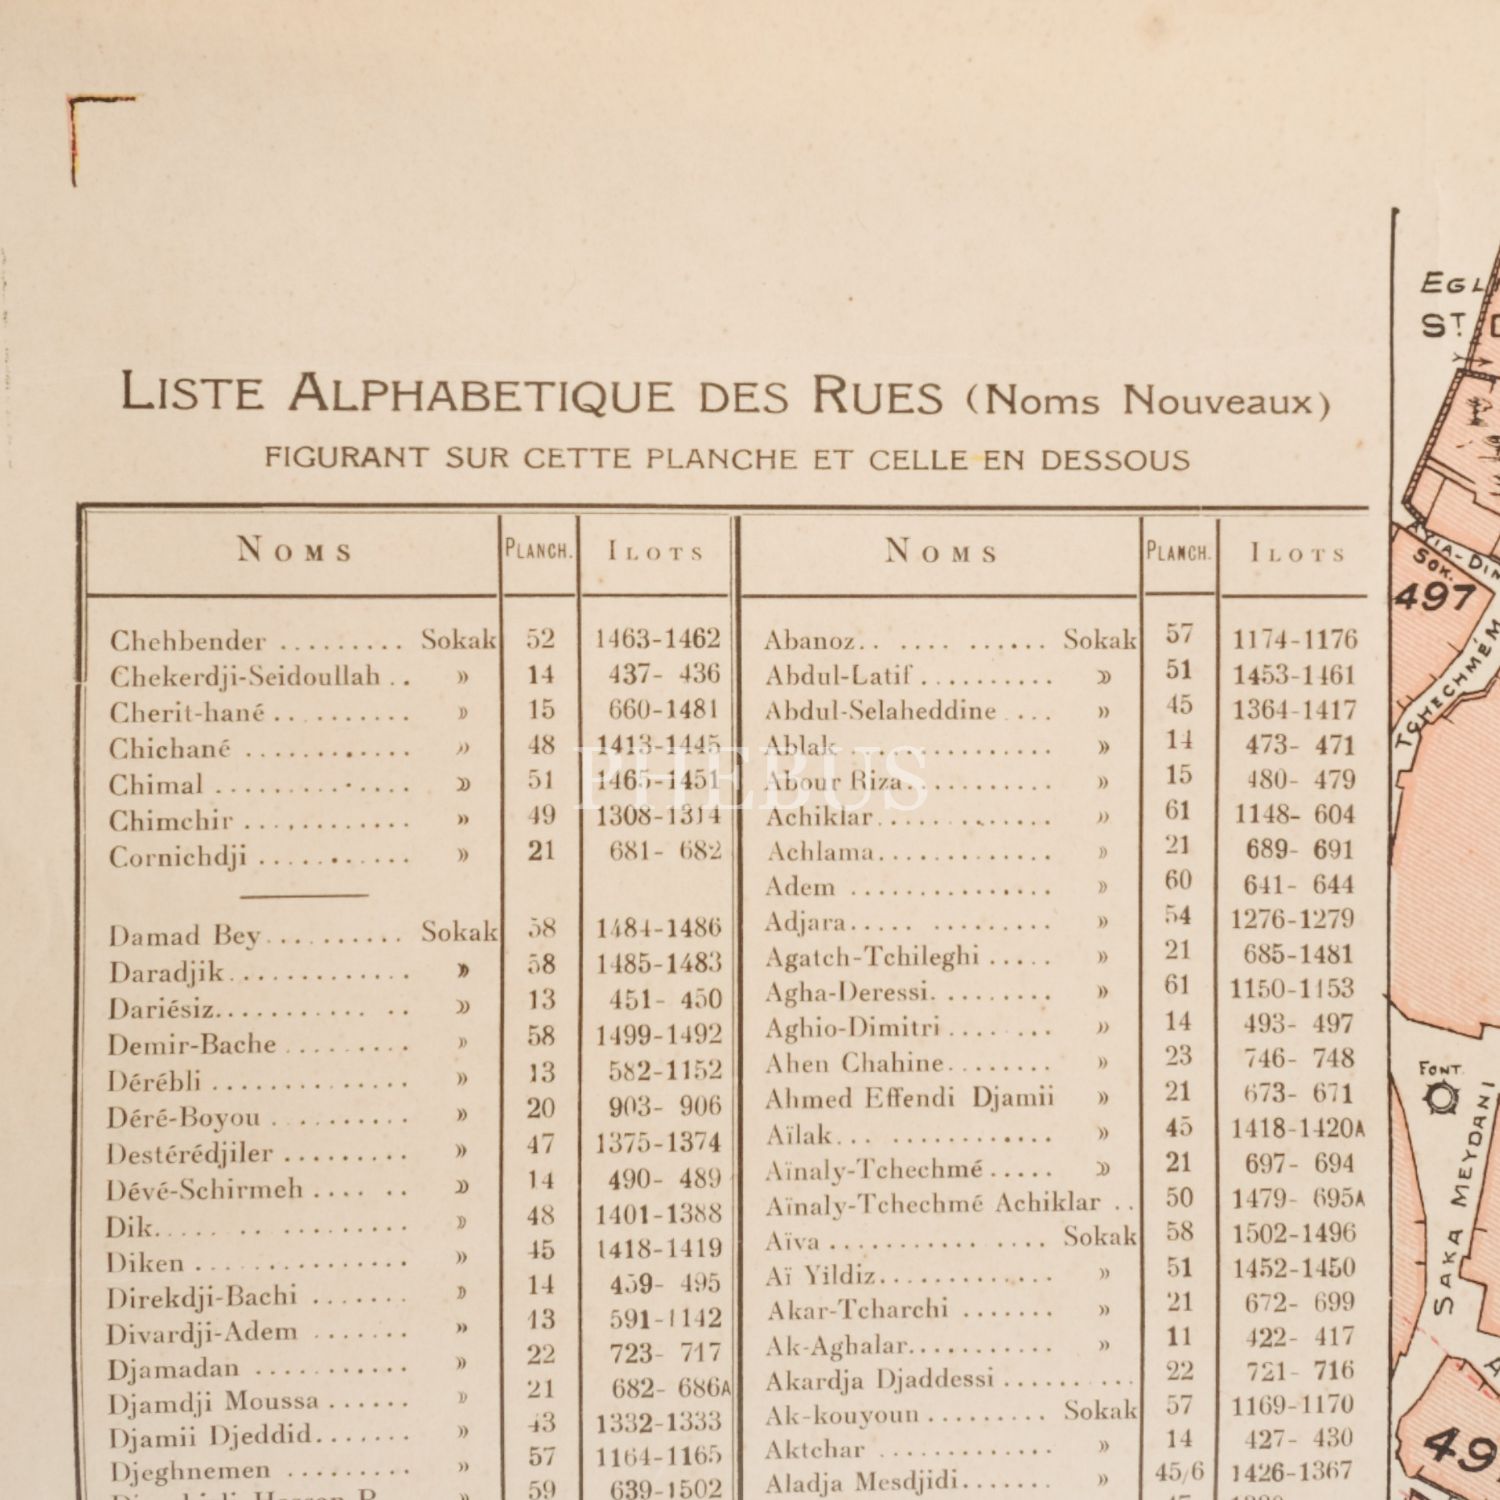 LISTE ALPHABETIQUE DES RUES (Noms Nouveaux)
FIGURANT SUR CETTE PLANCHE ET CELLE EN DESSOUS
NOMS PLANCH. ILOTS
Chehbender ......... Sokak 52 1463-1462
Chekerdji-Seidoullah .. » 14 437- 436
Cherit-hané .......... » 15 660-1481
Chichané ............ » 48 1413-1445
Chimal .............. » 51 1465-1451
Chimchir ............ » 49 1308-1314
Cornichdji ........... » 21 681- 682
Damad Bey.......... Sokak 58 1484-1486
Daradjik............. » 58 1485-1483
Dariésiz........... .. » 13 451- 450
Demir-Bache ......... » 58 1499-1492
Dérébli .............. » 13 582-1152
Déré-Boyou .......... » 20 903- 906
Destérédjiler ......... » 47 1375-1374
Dévé-Schirmeh .... .. » 14 490- 489
Dik..... .. ......... » 48 1401-1388
Diken ............... » 45 1418-1419
Direkdji-Bachi ....... » 14 459- 495
Divardji-Adem ....... » 13 591-1142
Djamadan ........... » 22 723- 717
Djamdji Moussa ...... » 21 682- 686A
Djamii Djeddid....... » 43 1332-1333
Djeghnemen ......... » 57 1164-1165
» 59 639-1502
NOMS PLANCH. ILOTS
Abanoz.. .... ...... Sokak 57 1174-1176
Abdul-Latif .......... » 51 1453-1461
Abdul-Selaheddine .... » 45 1364-1417
Ablak .............. » 14 473- 471
Abour Riza........... » 15 480- 479
Achiklar............. » 61 1148- 604
Achlama............. » 21 689- 691
Adem ............... » 60 641- 644
Adjara..... ......... » 54 1276-1279
Agatch-Tchileghi ..... » 21 685-1481
Agha-Deressi......... » 61 1150-1153
Aghio-Dimitri .... ... » 14 493- 497
Ahen Chahine........ » 23 746- 748
Ahmed Effendi Djamii » 21 673- 671
Aïlak... ............ » 45 1418-1420A
Aïnaly-Tchechmé ..... » 21 697- 694
Aïnaly-Tchechmé Achiklar .. 50 1479- 695A
Aïva ........... .... Sokak 58 1502-1496
Aï Yildiz............. » 51 1452-1450
Akar-Tcharchi ....... » 21 672- 699
Ak-Aghalar........... » 11 422- 417
Akardja Djaddessi .......... 22 721- 716
Ak-kouyoun ......... Sokak 57 1169-1170
Aktchar ............. » 14 427- 430
Aladja Mesdjidi....... » 45/6 1426-1367
PHEBUS
EGL
ST.
SOK.
497
TCHECHMÉ
FONT.
SAKA MEYDANI